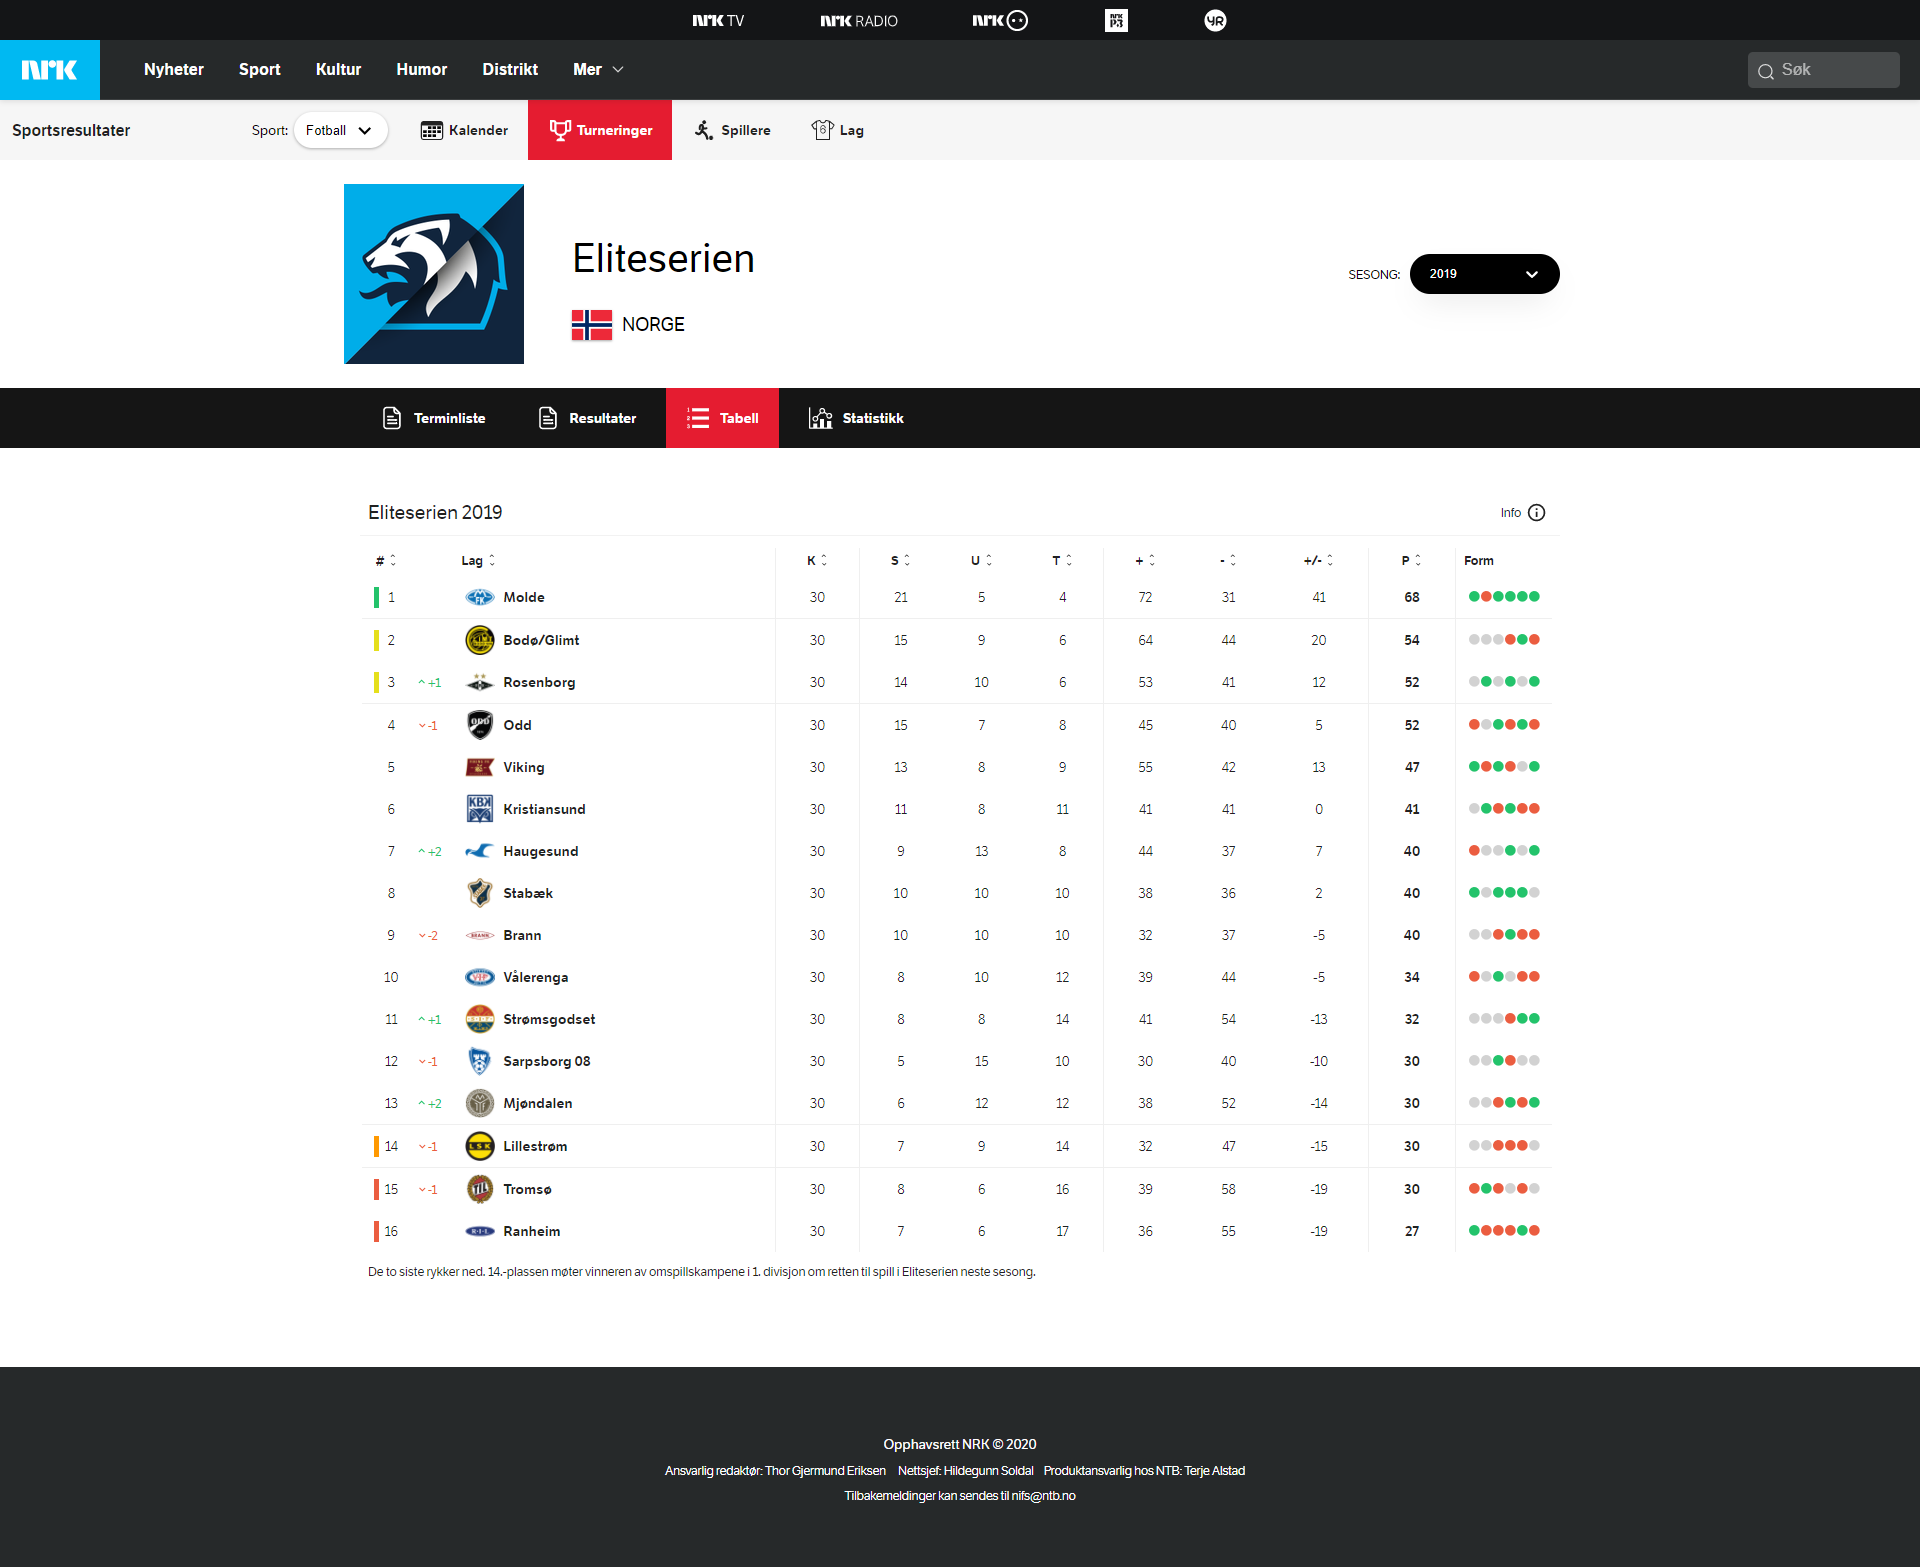 nrk TV nrk RADIO nrk nrk P3 YR
nrk Nyheter Sport Kultur Humor Distrikt Mer Søk
Sportsresultater Sport: Fotball Kalender Turneringer 6 Spillere Lag
Eliteserien
SESONG: 2019
NORGE
Terminliste Resultater Tabell Statistikk
Eliteserien 2019 Info
# Lag K S U T + - +/- P Form
1 Molde 30 21 5 4 72 31 41 68
2 Bodø/Glimt 30 15 9 6 64 44 20 54
3 +1 Rosenborg 30 14 10 6 53 41 12 52
4 -1 ODD Odd 30 15 7 8 45 40 5 52
5 Viking 30 13 8 9 55 42 13 47
6 KBK Kristiansund 30 11 8 11 41 41 0 41
7 +2 Haugesund 30 9 13 8 44 37 7 40
8 Stabæk 30 10 10 10 38 36 2 40
9 -2 BRANN Brann 30 10 10 10 32 37 -5 40
10 Vålerenga 30 8 10 12 39 44 -5 34
11 +1 Strømsgodset 30 8 8 14 41 54 -13 32
12 -1 Sarpsborg 08 30 5 15 10 30 40 -10 30
13 +2 Mjøndalen 30 6 12 12 38 52 -14 30
14 -1 LSK Lillestrøm 30 7 9 14 32 47 -15 30
15 -1 TIL Tromsø 30 8 6 16 39 58 -19 30
16 R.I.L Ranheim 30 7 6 17 36 55 -19 27
De to siste rykker ned. 14.-plassen møter vinneren av omspillskampene i 1. divisjon om retten til spill i Eliteserien neste sesong.
Opphavsrett NRK © 2020
Ansvarlig redaktør: Thor Gjermund Eriksen Nettsjef: Hildegunn Soldal Produktansvarlig hos NTB: Terje Alstad
Tilbakemeldinger kan sendes til nifs@ntb.no